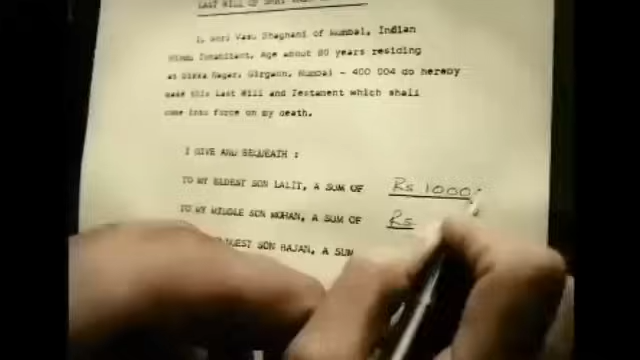 LAST WILL OF SHRI
I, Shri Vasu Bhagnani of Mumbai, Indian
Hindu Inhabitant, Age about 80 years residing
at Sikka Nagar, Girgaon, Mumbai - 400 004 do hereby
make this Last Will and Testament which shall
come into force on my death.
I GIVE AND BEQUEATH :
TO MY ELDEST SON LALIT, A SUM OF Rs 1000
TO MY MIDDLE SON MOHAN, A SUM OF Rs
SON RAJAN, A SUM